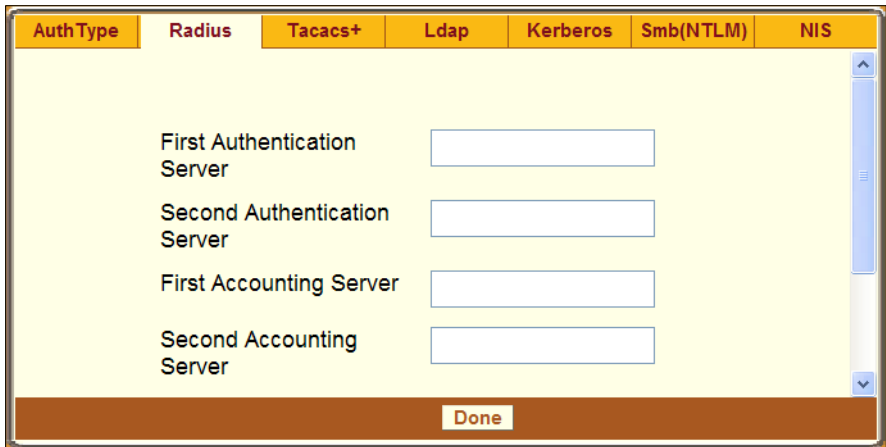 AuthType Radius Tacacs+ Ldap Kerberos Smb(NTLM) NIS
First Authentication
Server
Second Authentication
Server
First Accounting Server
Second Accounting
Server
Done